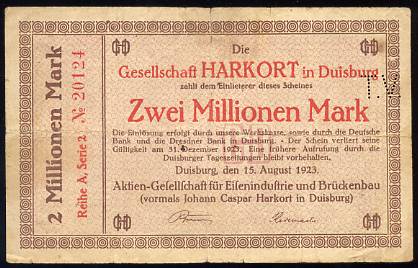 2 Millionen Mark
Reihe A, Serie 2. № 20124
Die
Gesellschaft HARKORT in Duisburg
zahlt dem Einlieferer dieses Scheines
Zwei Millionen Mark
Die Einlösung erfolgt durch unsere Werkskasse, sowie durch die Deutsche
Bank und die Dresdner Bank in Duisburg. Der Schein verliert seine
Gültigkeit am 31. Dezember 1923. Eine frühere Aufrufung durch die
Duisburger Tageszeitungen bleibt vorbehalten.
Duisburg, den 15. August 1923.
Aktien-Gesellschaft für Eisenindustrie und Brückenbau
(vormals Johann Caspar Harkort in Duisburg)